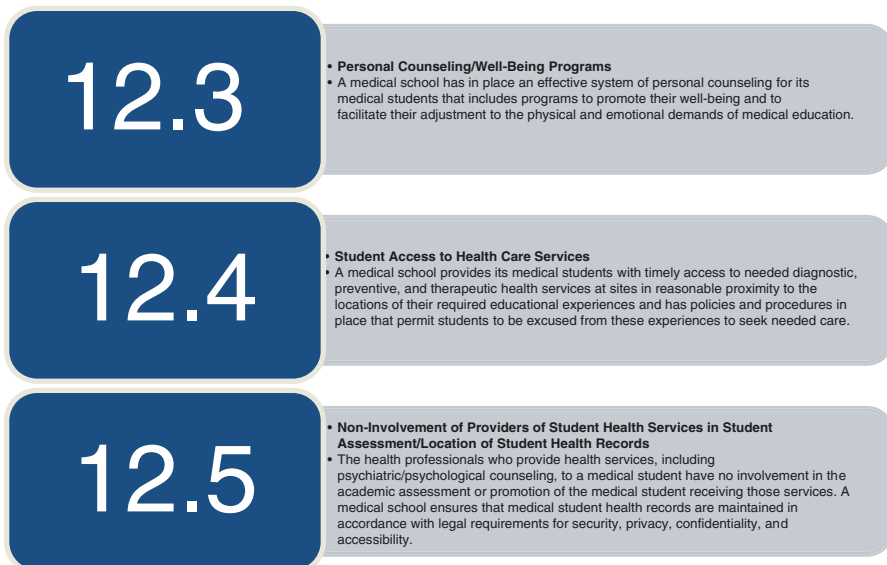 12.3
• Personal Counseling/Well-Being Programs
• A medical school has in place an effective system of personal counseling for its
medical students that includes programs to promote their well-being and to
facilitate their adjustment to the physical and emotional demands of medical education.
12.4
• Student Access to Health Care Services
• A medical school provides its medical students with timely access to needed diagnostic,
preventive, and therapeutic health services at sites in reasonable proximity to the
locations of their required educational experiences and has policies and procedures in
place that permit students to be excused from these experiences to seek needed care.
12.5
• Non-Involvement of Providers of Student Health Services in Student
Assessment/Location of Student Health Records
• The health professionals who provide health services, including
psychiatric/psychological counseling, to a medical student have no involvement in the
academic assessment or promotion of the medical student receiving those services. A
medical school ensures that medical student health records are maintained in
accordance with legal requirements for security, privacy, confidentiality, and
accessibility.